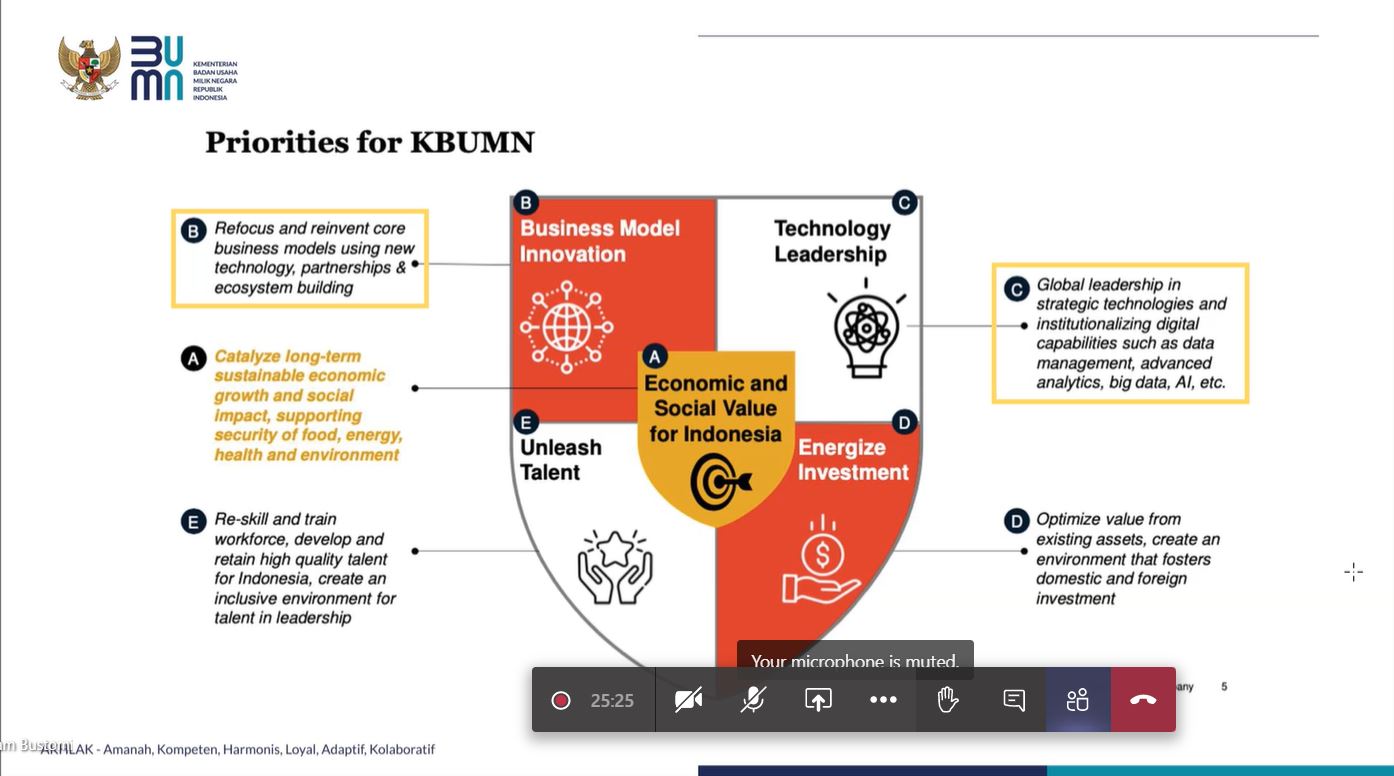 BUMN
KEMENTERIAN
BADAN USAHA
MILIK NEGARA
REPUBLIK
INDONESIA
Priorities for KBUMN
B
Refocus and reinvent core
business models using new
technology, partnerships &
ecosystem building
A
Catalyze long-term
sustainable economic
growth and social
impact, supporting
security of food, energy,
health and environment
E
Re-skill and train
workforce, develop and
retain high quality talent
for Indonesia, create an
inclusive environment for
talent in leadership
B
Business Model
Innovation
C
Technology
Leadership
A
Economic and
Social Value
for Indonesia
E
Unleash
Talent
D
Energize
Investment
$
C
Global leadership in
strategic technologies and
institutionalizing digital
capabilities such as data
management, advanced
analytics, big data, AI, etc.
D
Optimize value from
existing assets, create an
environment that fosters
domestic and foreign
investment
Your microphone is muted.
25:25
any 5
am Bustomi
AKHLAK - Amanah, Kompeten, Harmonis, Loyal, Adaptif, Kolaboratif